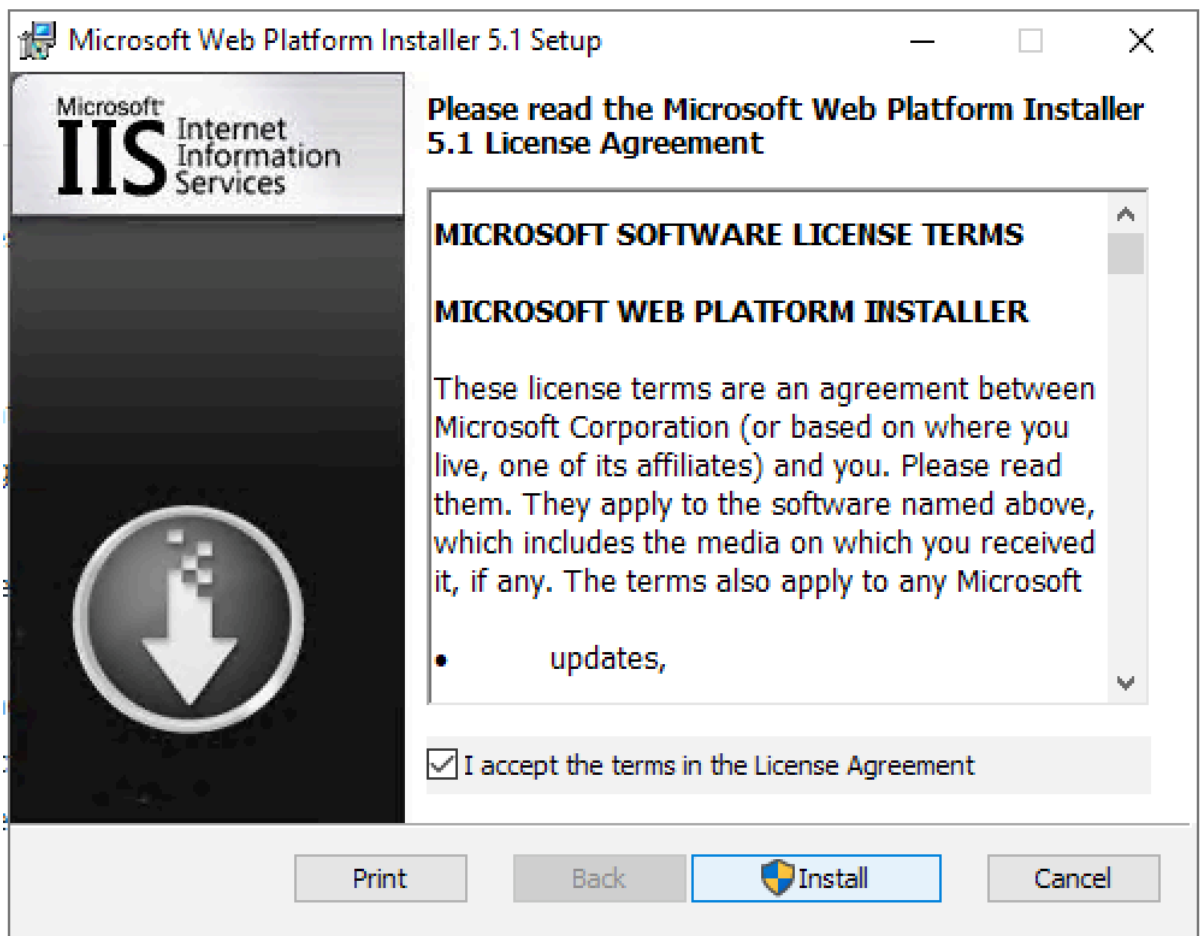 Microsoft Web Platform Installer 5.1 Setup
Microsoft
IIS
Internet
Information
Services
Please read the Microsoft Web Platform Installer
5.1 License Agreement
MICROSOFT SOFTWARE LICENSE TERMS
MICROSOFT WEB PLATFORM INSTALLER
These license terms are an agreement between
Microsoft Corporation (or based on where you
live, one of its affiliates) and you. Please read
them. They apply to the software named above,
which includes the media on which you received
it, if any. The terms also apply to any Microsoft
• updates,
I accept the terms in the License Agreement
Print
Back
Install
Cancel